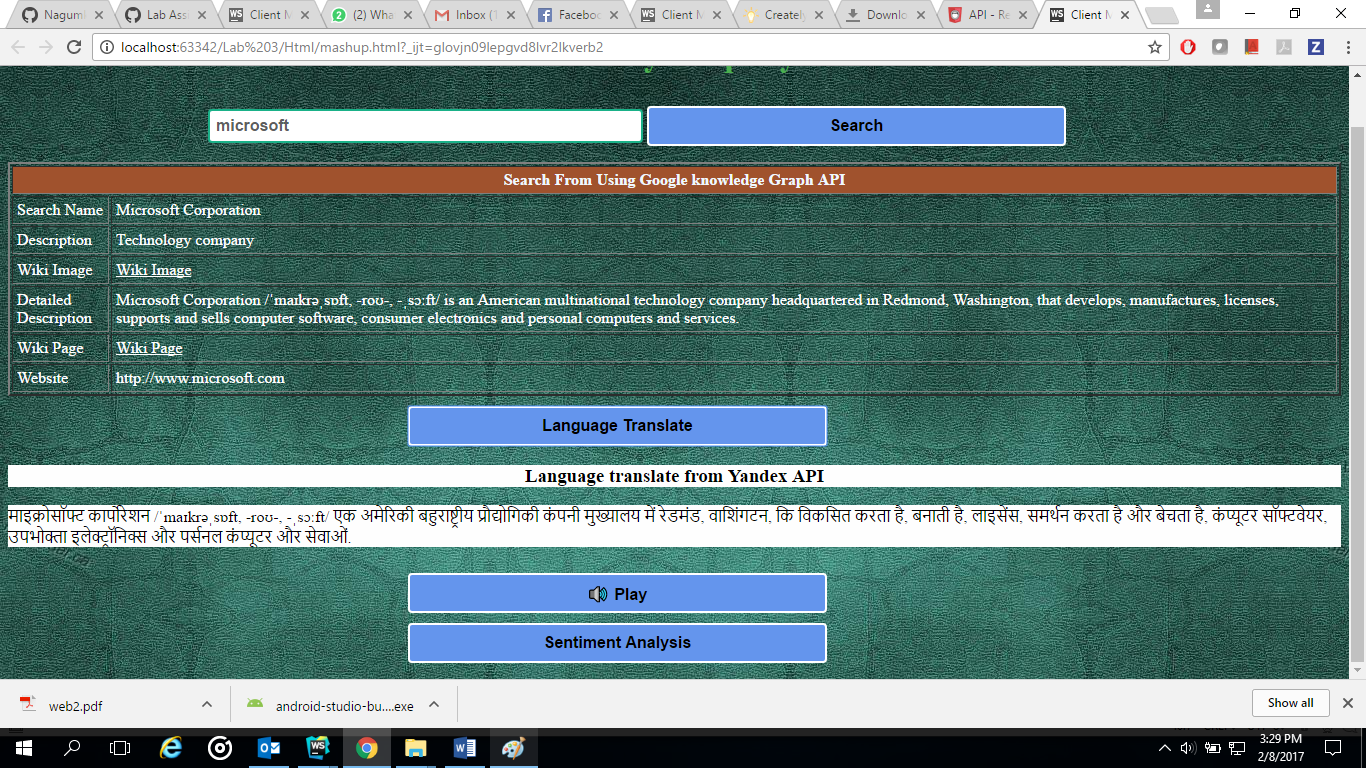 Nagumi
Lab Ass
Client M
(2) Wha
Inbox (1
Facebo
Client M
Createl
Downlo
API - Re
Client M
localhost:63342/Lab%203/Html/mashup.html?_ijt=glovjn09lepgvd8lvr2lkverb2
microsoft
Search
Search From Using Google knowledge Graph API
Search Name Microsoft Corporation
Description Technology company
Wiki Image Wiki Image
Detailed Description Microsoft Corporation /ˈmaɪkrəˌsɒft, -roʊ-, -ˌsɔːft/ is an American multinational technology company headquartered in Redmond, Washington, that develops, manufactures, licenses,
supports and sells computer software, consumer electronics and personal computers and services.
Wiki Page Wiki Page
Website http://www.microsoft.com
Language Translate
Language translate from Yandex API
माइक्रोसॉफ्ट कार्पोरेशन /ˈmaɪkrəˌsɒft, -roʊ-, -ˌsɔːft/ एक अमेरिकी बहुराष्ट्रीय प्रौद्योगिकी कंपनी मुख्यालय में रेडमंड, वाशिंगटन, कि विकसित करता है, बनाती है, लाइसेंस, समर्थन करता है और बेचता है, कंप्यूटर सॉफ्टवेयर,
उपभोक्ता इलेक्ट्रॉनिक्स और पर्सनल कंप्यूटर और सेवाओं.
Play
Sentiment Analysis
web2.pdf
android-studio-bu....exe
Show all
3:29 PM
2/8/2017